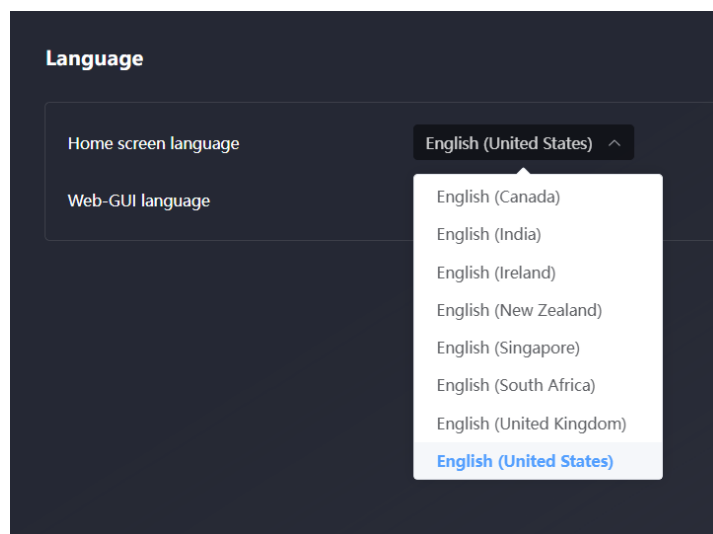 Language
Home screen language
English (United States)
Web-GUI language
English (Canada)
English (India)
English (Ireland)
English (New Zealand)
English (Singapore)
English (South Africa)
English (United Kingdom)
English (United States)